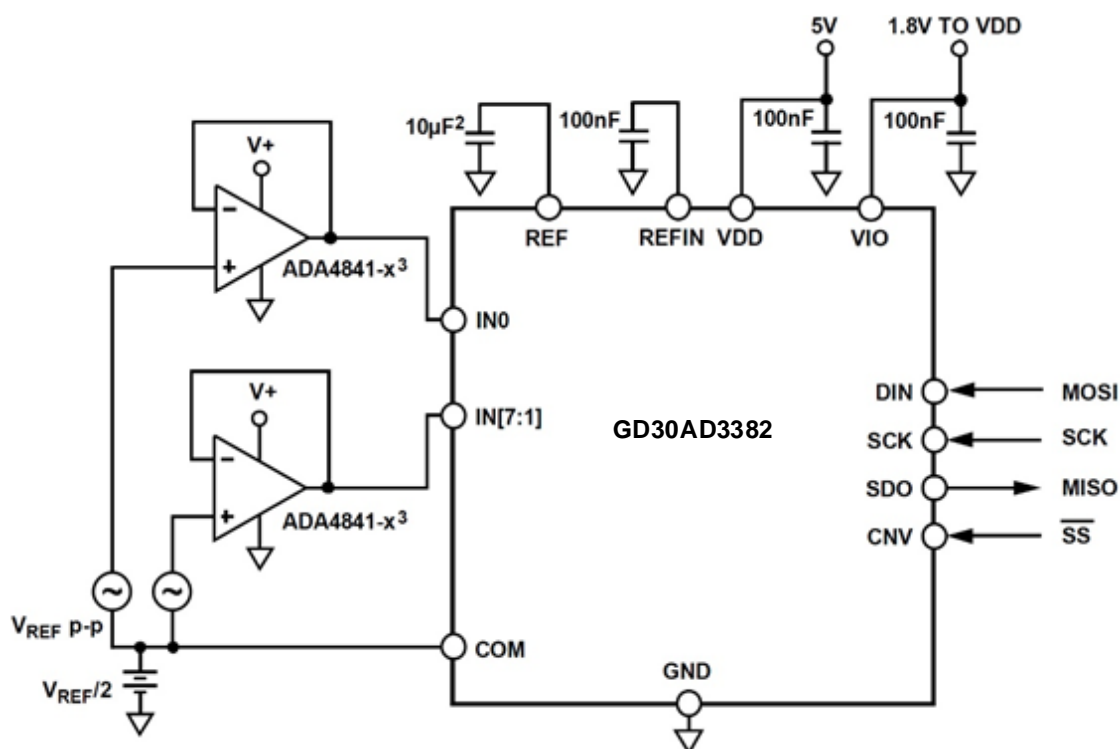 5V
1.8V TO VDD
10µF²
100nF
100nF
100nF
V+
REF
REFIN
VDD
VIO
−
+
ADA4841-x³
IN0
V+
IN[7:1]
GD30AD3382
DIN
MOSI
SCK
SCK
−
+
ADA4841-x³
SDO
MISO
CNV
S̅S̅
VREF p-p
COM
VREF/2
GND